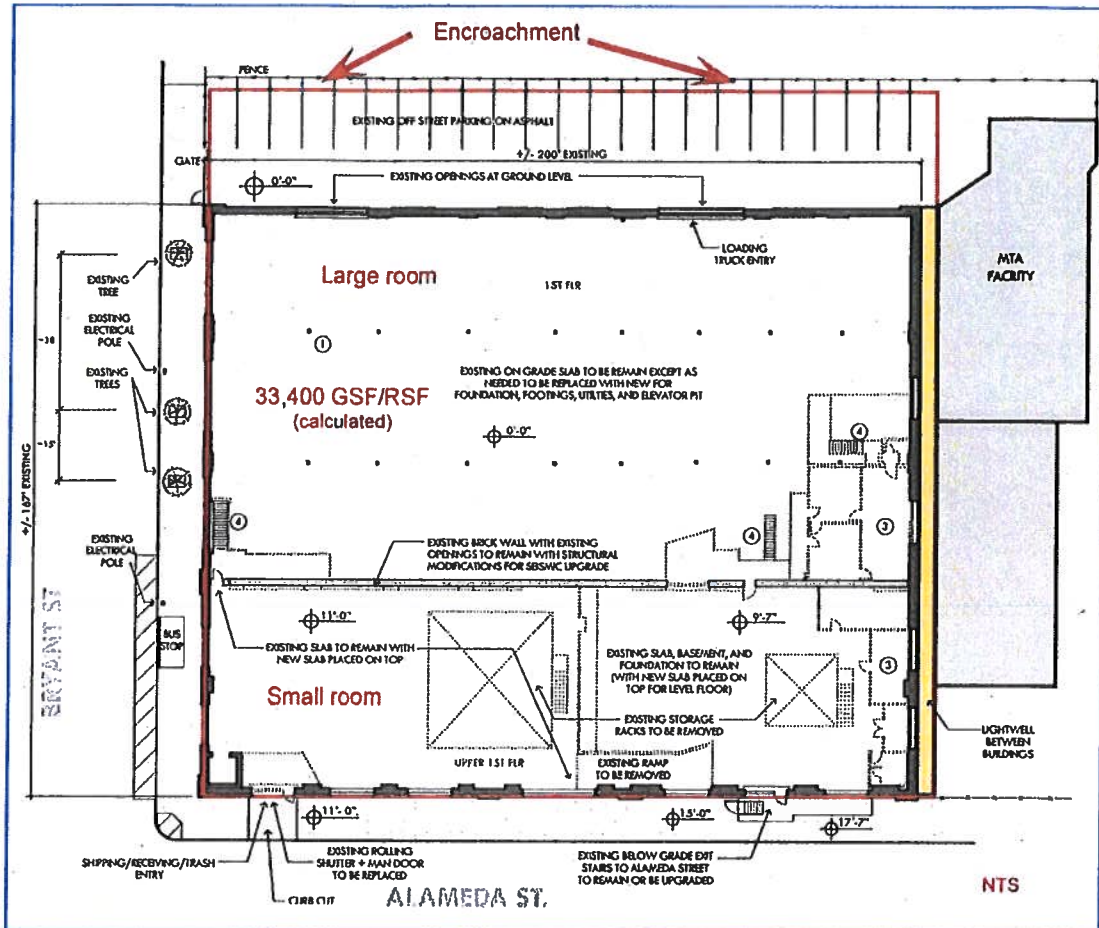 Encroachment
FENCE
EXISTING OFF STREET PARKING ON ASPHALT
+/- 200' EXISTING
GATE
0'-0"
EXISTING OPENINGS AT GROUND LEVEL
LOADING
TRUCK ENTRY
MTA
FACILITY
Large room
1ST FLR
EXISTING
TREE
EXISTING
ELECTRICAL
POLE
EXISTING
TREES
1
EXISTING ON GRADE SLAB TO BE REMAIN EXCEPT AS
NEEDED TO BE REPLACED WITH NEW FOR
FOUNDATION, FOOTINGS, UTILITIES, AND ELEVATOR PIT
33,400 GSF/RSF
(calculated)
0'-0"
4
+/- 167' EXISTING
4
4
3
EXISTING
ELECTRICAL
POLE
EXISTING BRICK WALL WITH EXISTING
OPENINGS TO REMAIN WITH STRUCTURAL
MODIFICATIONS FOR SEISMIC UPGRADE
BRYANT ST
BUS
STOP
11'-0"
9'-7"
EXISTING SLAB TO REMAIN WITH
NEW SLAB PLACED ON TOP
EXISTING SLAB, BASEMENT, AND
FOUNDATION TO REMAIN
(WITH NEW SLAB PLACED ON
TOP FOR LEVEL FLOOR)
3
Small room
EXISTING STORAGE
RACKS TO BE REMOVED
LIGHTWELL
BETWEEN
BUILDINGS
UPPER 1ST FLR
EXISTING RAMP
TO BE REMOVED
11'-0"
15'-0"
17'-7"
SHIPPING/RECEIVING/TRASH
ENTRY
EXISTING ROLLING
SHUTTER + MAN DOOR
TO BE REPLACED
EXISTING BELOW GRADE EXIT
STAIRS TO ALAMEDA STREET
TO REMAIN OR BE UPGRADED
CURB CUT
ALAMEDA ST.
NTS